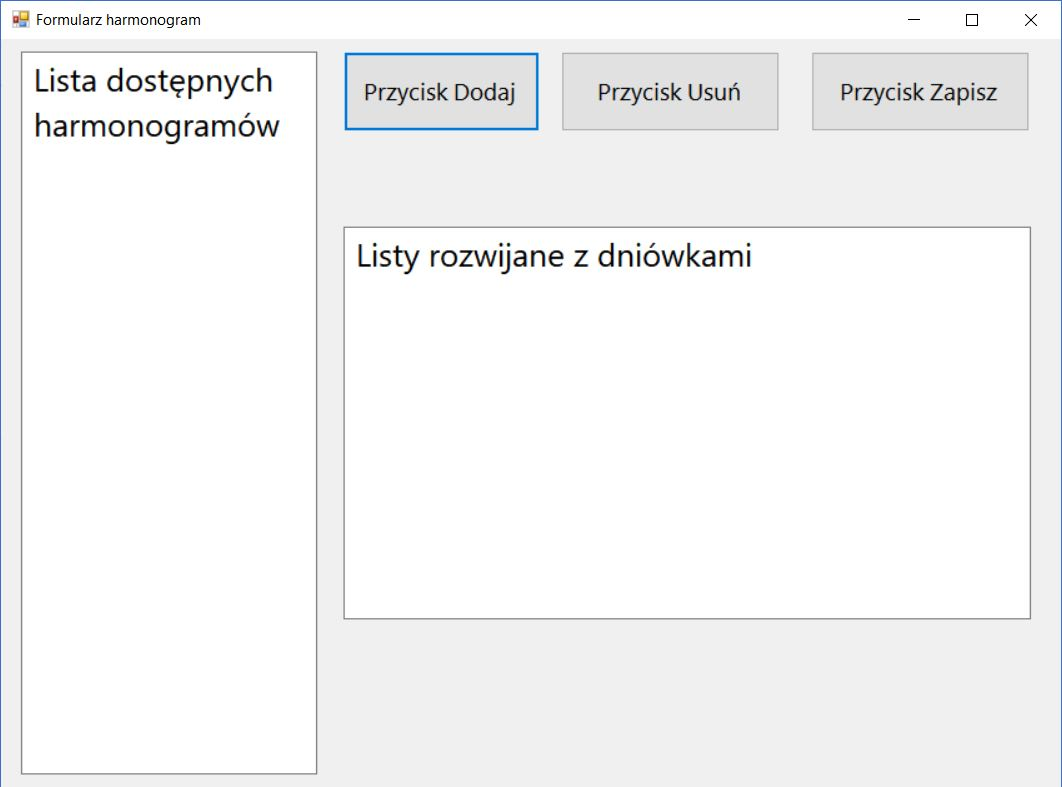 Formularz harmonogram
Lista dostępnych
harmonogramów
Przycisk Dodaj
Przycisk Usuń
Przycisk Zapisz
Listy rozwijane z dniówkami